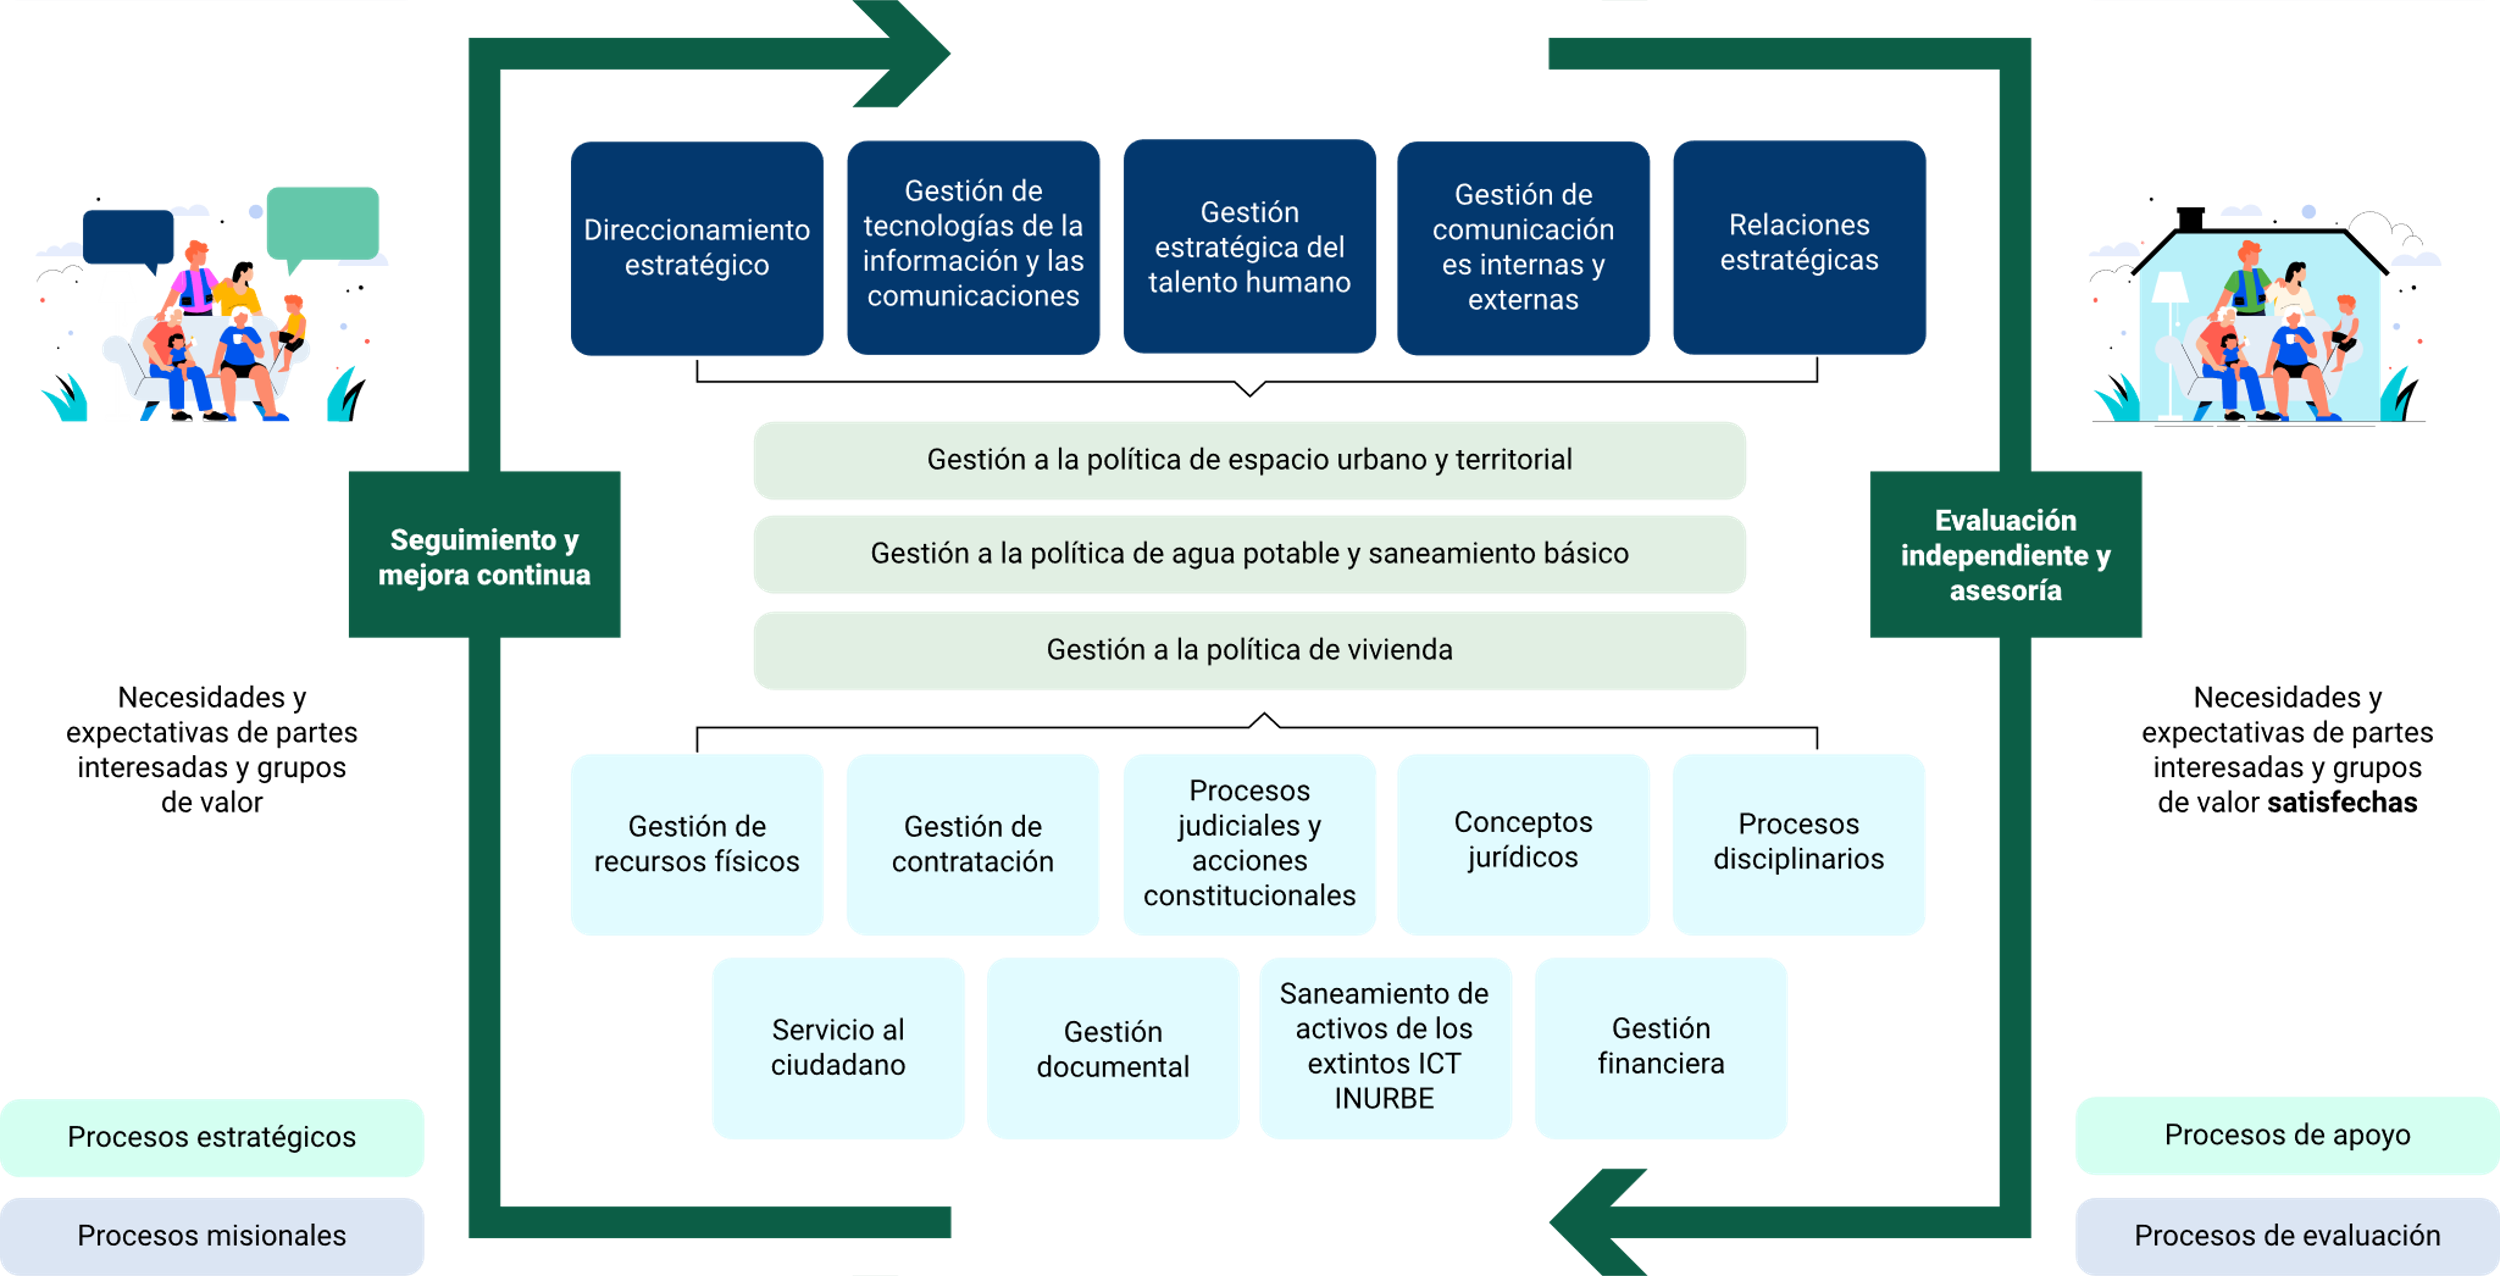 Direccionamiento
estratégico
Gestión de
tecnologías de la
información y las
comunicaciones
Gestión
estratégica del
talento humano
Gestión de
comunicación
es internas y
externas
Relaciones
estratégicas
Gestión a la política de espacio urbano y territorial
Gestión a la política de agua potable y saneamiento básico
Gestión a la política de vivienda
Seguimiento y
mejora continua
Evaluación
independiente y
asesoría
Necesidades y
expectativas de partes
interesadas y grupos
de valor
Necesidades y
expectativas de partes
interesadas y grupos
de valor satisfechas
Gestión de
recursos físicos
Gestión de
contratación
Procesos
judiciales y
acciones
constitucionales
Conceptos
jurídicos
Procesos
disciplinarios
Servicio al
ciudadano
Gestión
documental
Saneamiento de
activos de los
extintos ICT
INURBE
Gestión
financiera
Procesos estratégicos
Procesos misionales
Procesos de apoyo
Procesos de evaluación